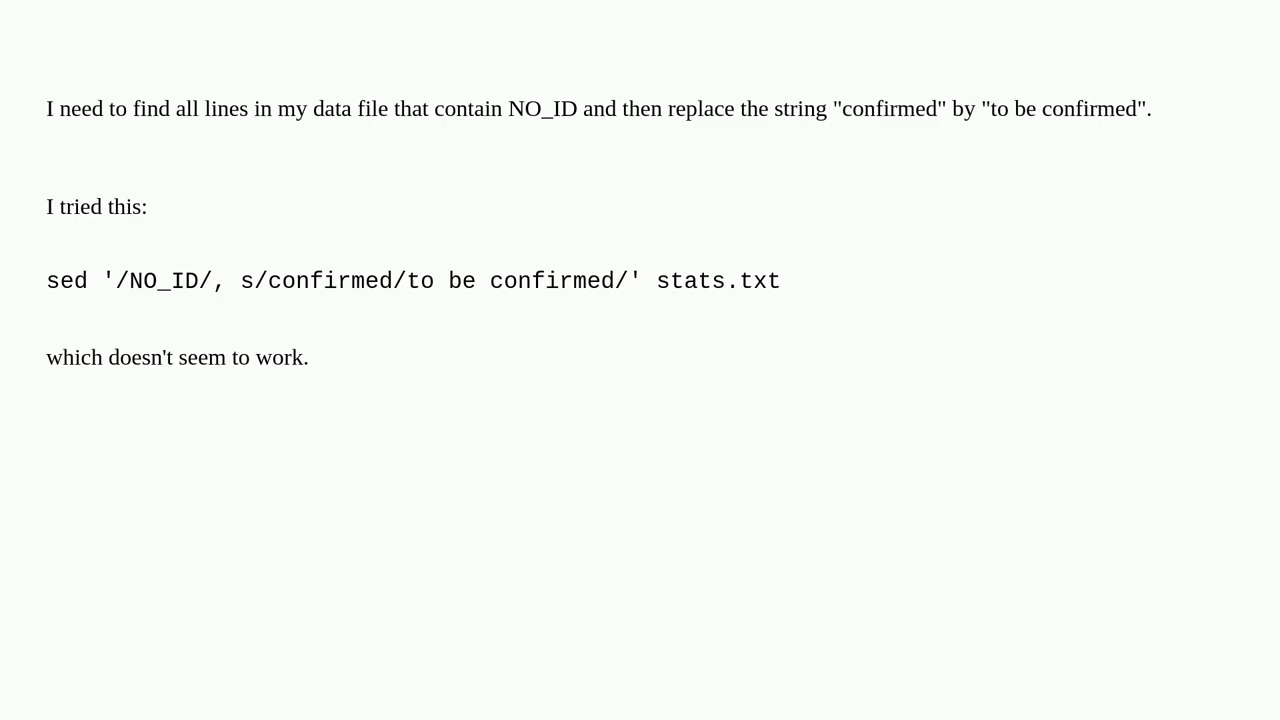 I need to find all lines in my data file that contain NO_ID and then replace the string "confirmed" by "to be confirmed".
I tried this:
sed '/NO_ID/, s/confirmed/to be confirmed/' stats.txt
which doesn't seem to work.